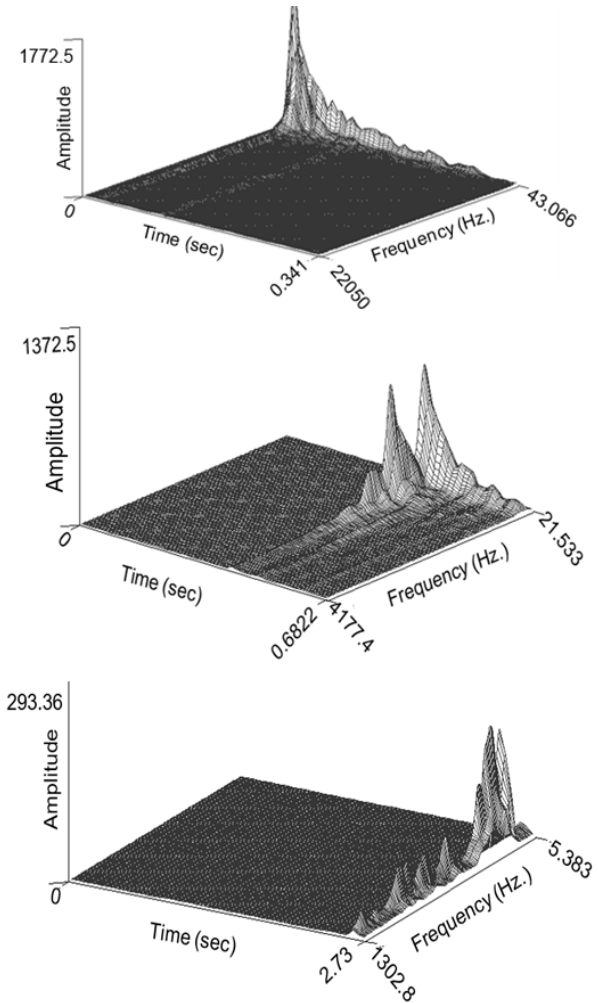 1772.5
Amplitude
0
Time (sec)
0.341
22050
Frequency (Hz.)
43.066
1372.5
Amplitude
0
Time (sec)
0.6822
4177.4
Frequency (Hz.)
21.533
293.36
Amplitude
0
Time (sec)
2.73
1302.8
Frequency (Hz.)
5.383